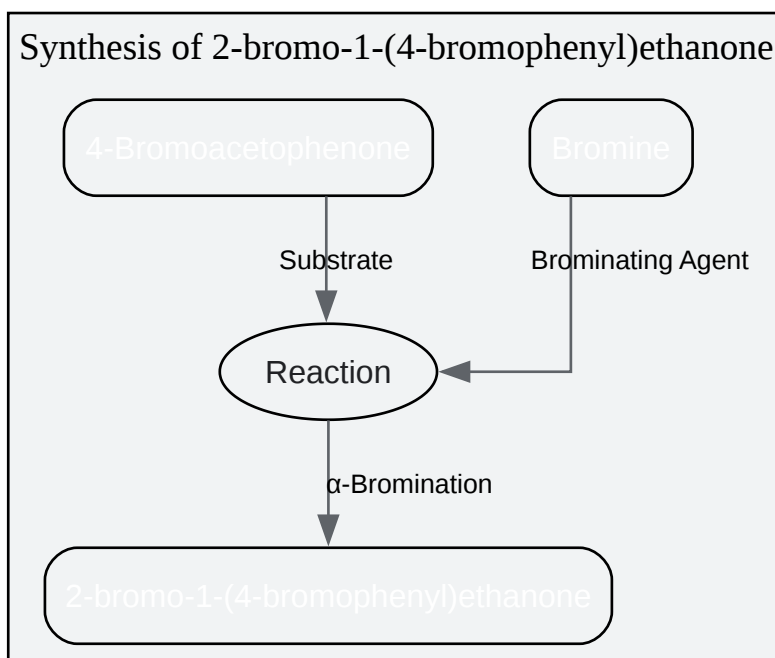 Synthesis of 2-bromo-1-(4-bromophenyl)ethanone
4-Bromoacetophenone
Bromine
Substrate
Brominating Agent
Reaction
α-Bromination
2-bromo-1-(4-bromophenyl)ethanone